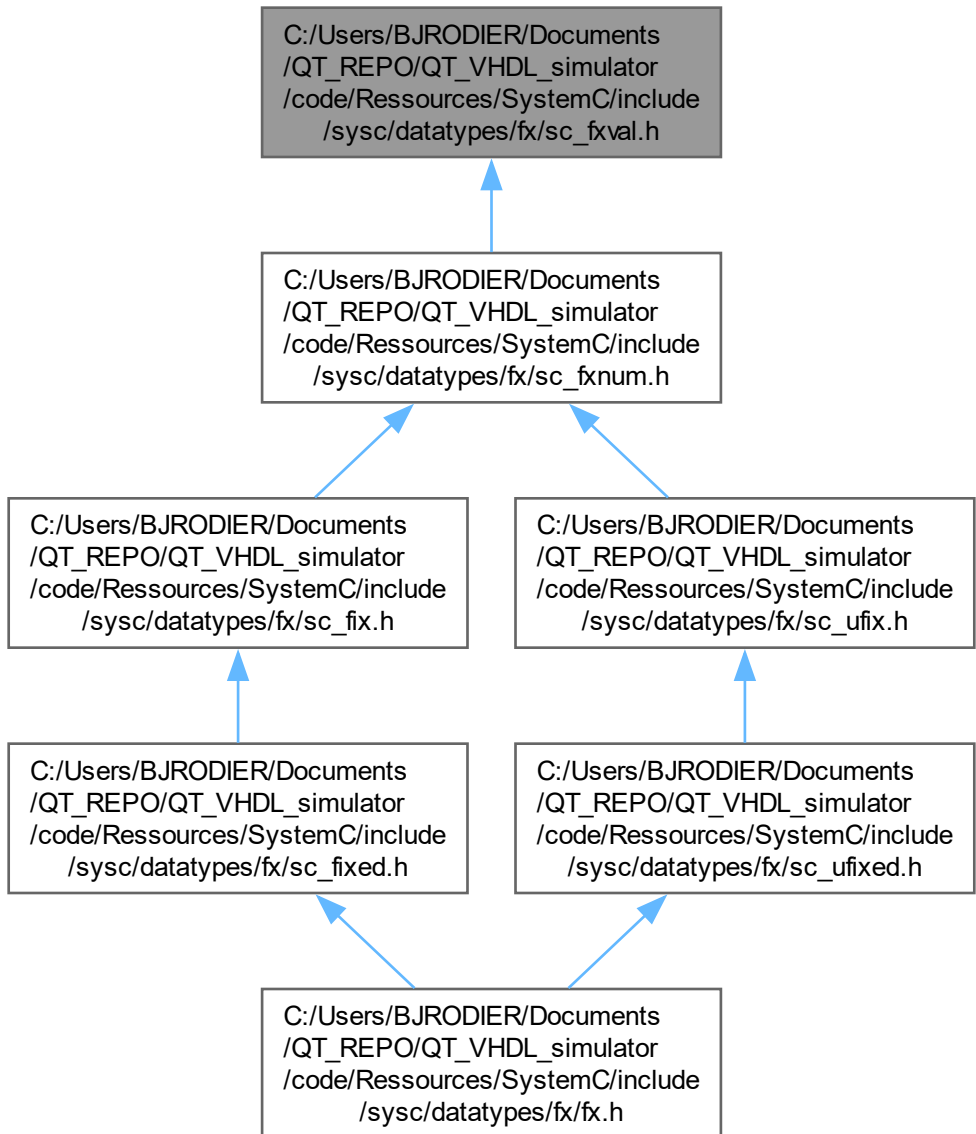 C:/Users/BJRODIER/Documents
/QT_REPO/QT_VHDL_simulator
/code/Ressources/SystemC/include
/sysc/datatypes/fx/sc_fxval.h
C:/Users/BJRODIER/Documents
/QT_REPO/QT_VHDL_simulator
/code/Ressources/SystemC/include
/sysc/datatypes/fx/sc_fxnum.h
C:/Users/BJRODIER/Documents
/QT_REPO/QT_VHDL_simulator
/code/Ressources/SystemC/include
/sysc/datatypes/fx/sc_fix.h
C:/Users/BJRODIER/Documents
/QT_REPO/QT_VHDL_simulator
/code/Ressources/SystemC/include
/sysc/datatypes/fx/sc_ufix.h
C:/Users/BJRODIER/Documents
/QT_REPO/QT_VHDL_simulator
/code/Ressources/SystemC/include
/sysc/datatypes/fx/sc_fixed.h
C:/Users/BJRODIER/Documents
/QT_REPO/QT_VHDL_simulator
/code/Ressources/SystemC/include
/sysc/datatypes/fx/sc_ufixed.h
C:/Users/BJRODIER/Documents
/QT_REPO/QT_VHDL_simulator
/code/Ressources/SystemC/include
/sysc/datatypes/fx/fx.h